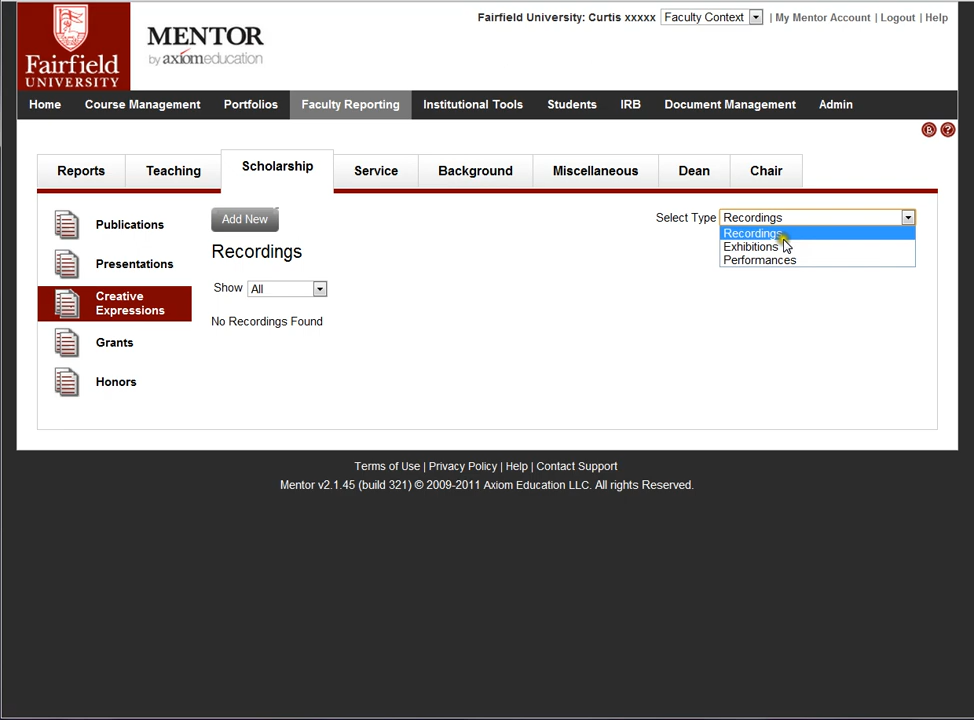 Fairfield University: Curtis xxxxx Faculty Context | My Mentor Account | Logout | Help
Fairfield
UNIVERSITY
MENTOR
by axiomeducation
Home Course Management Portfolios Faculty Reporting Institutional Tools Students IRB Document Management Admin
B ?
Reports Teaching Scholarship Service Background Miscellaneous Dean Chair
Publications
Presentations
Creative
Expressions
Grants
Honors
Add New
Select Type Recordings
Recordings
Exhibitions
Performances
Recordings
Show All
No Recordings Found
Terms of Use | Privacy Policy | Help | Contact Support
Mentor v2.1.45 (build 321) © 2009-2011 Axiom Education LLC. All rights Reserved.